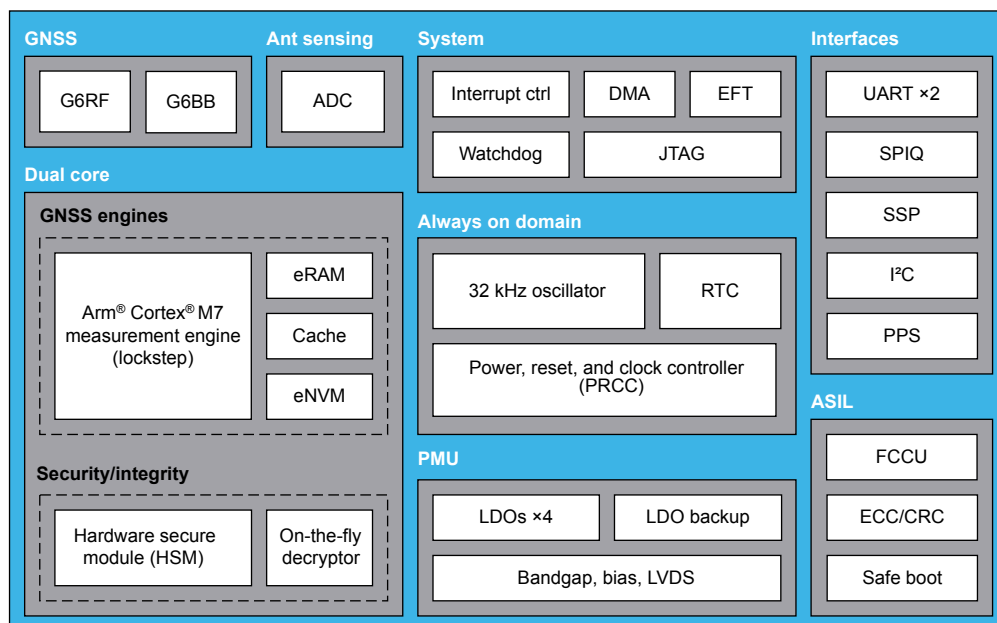 GNSS
G6RF
G6BB
Ant sensing
ADC
System
Interrupt ctrl
DMA
EFT
Watchdog
JTAG
Interfaces
UART ×2
SPIQ
SSP
I²C
PPS
Dual core
GNSS engines
Arm® Cortex® M7
measurement engine
(lockstep)
eRAM
Cache
eNVM
Security/integrity
Hardware secure
module (HSM)
On-the-fly
decryptor
Always on domain
32 kHz oscillator
RTC
Power, reset, and clock controller
(PRCC)
PMU
LDOs ×4
LDO backup
Bandgap, bias, LVDS
ASIL
FCCU
ECC/CRC
Safe boot